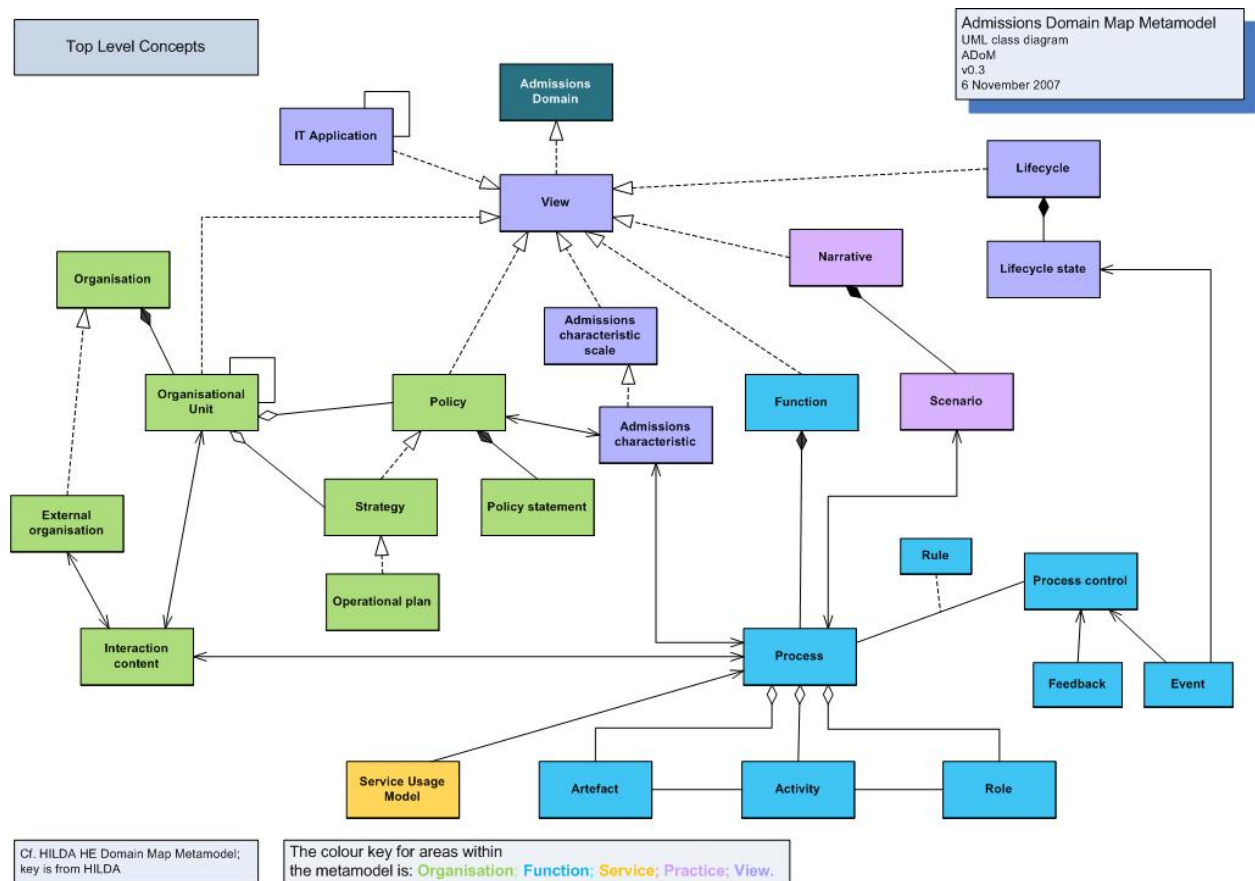 Top Level Concepts
Admissions Domain Map Metamodel
UML class diagram
ADoM
v0.3
6 November 2007
Admissions
Domain
IT Application
View
Lifecycle
Organisation
Narrative
Lifecycle state
Admissions
characteristic
scale
Organisational
Unit
Policy
Function
Scenario
Admissions
characteristic
External
organisation
Strategy
Policy statement
Rule
Process control
Operational plan
Interaction
content
Process
Feedback
Event
Service Usage
Model
Artefact
Activity
Role
Cf. HILDA HE Domain Map Metamodel;
key is from HILDA
The colour key for areas within
the metamodel is: Organisation; Function; Service; Practice; View.